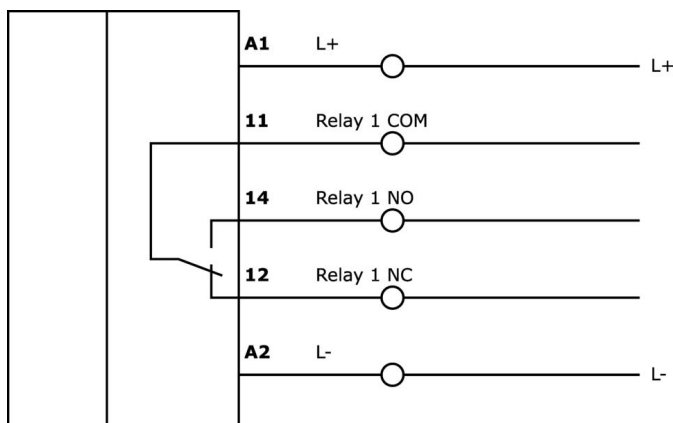 A1 L+
L+
11 Relay 1 COM
14 Relay 1 NO
12 Relay 1 NC
A2 L-
L-